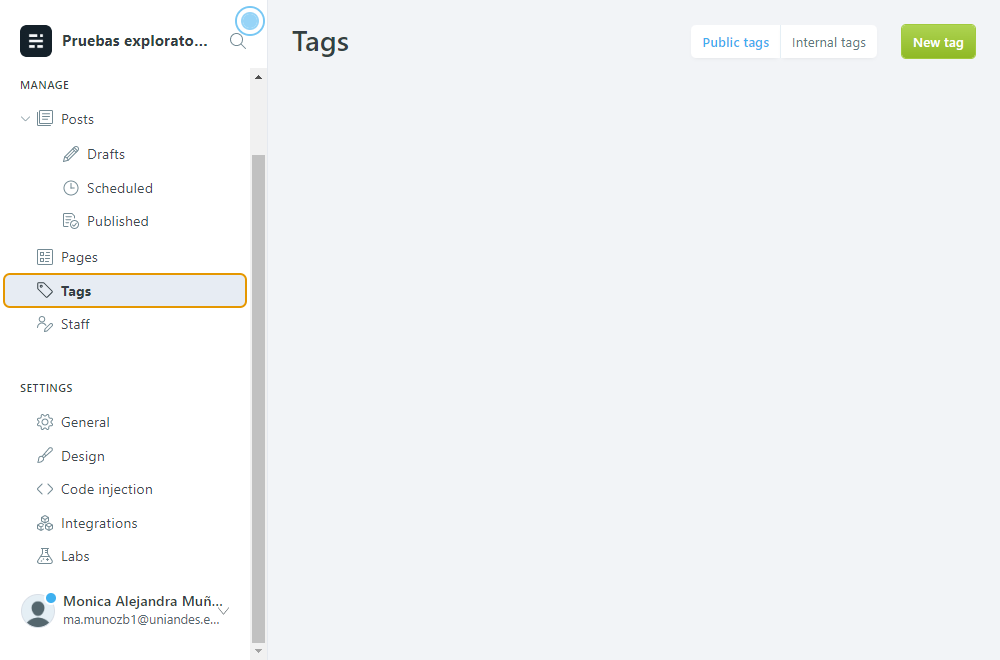 Pruebas explorato...
MANAGE
Posts
Drafts
Scheduled
Published
Pages
Tags
Staff
SETTINGS
General
Design
Code injection
Integrations
Labs
Monica Alejandra Muñ...
ma.munozb1@uniandes.e...
Tags
Public tags
Internal tags
New tag